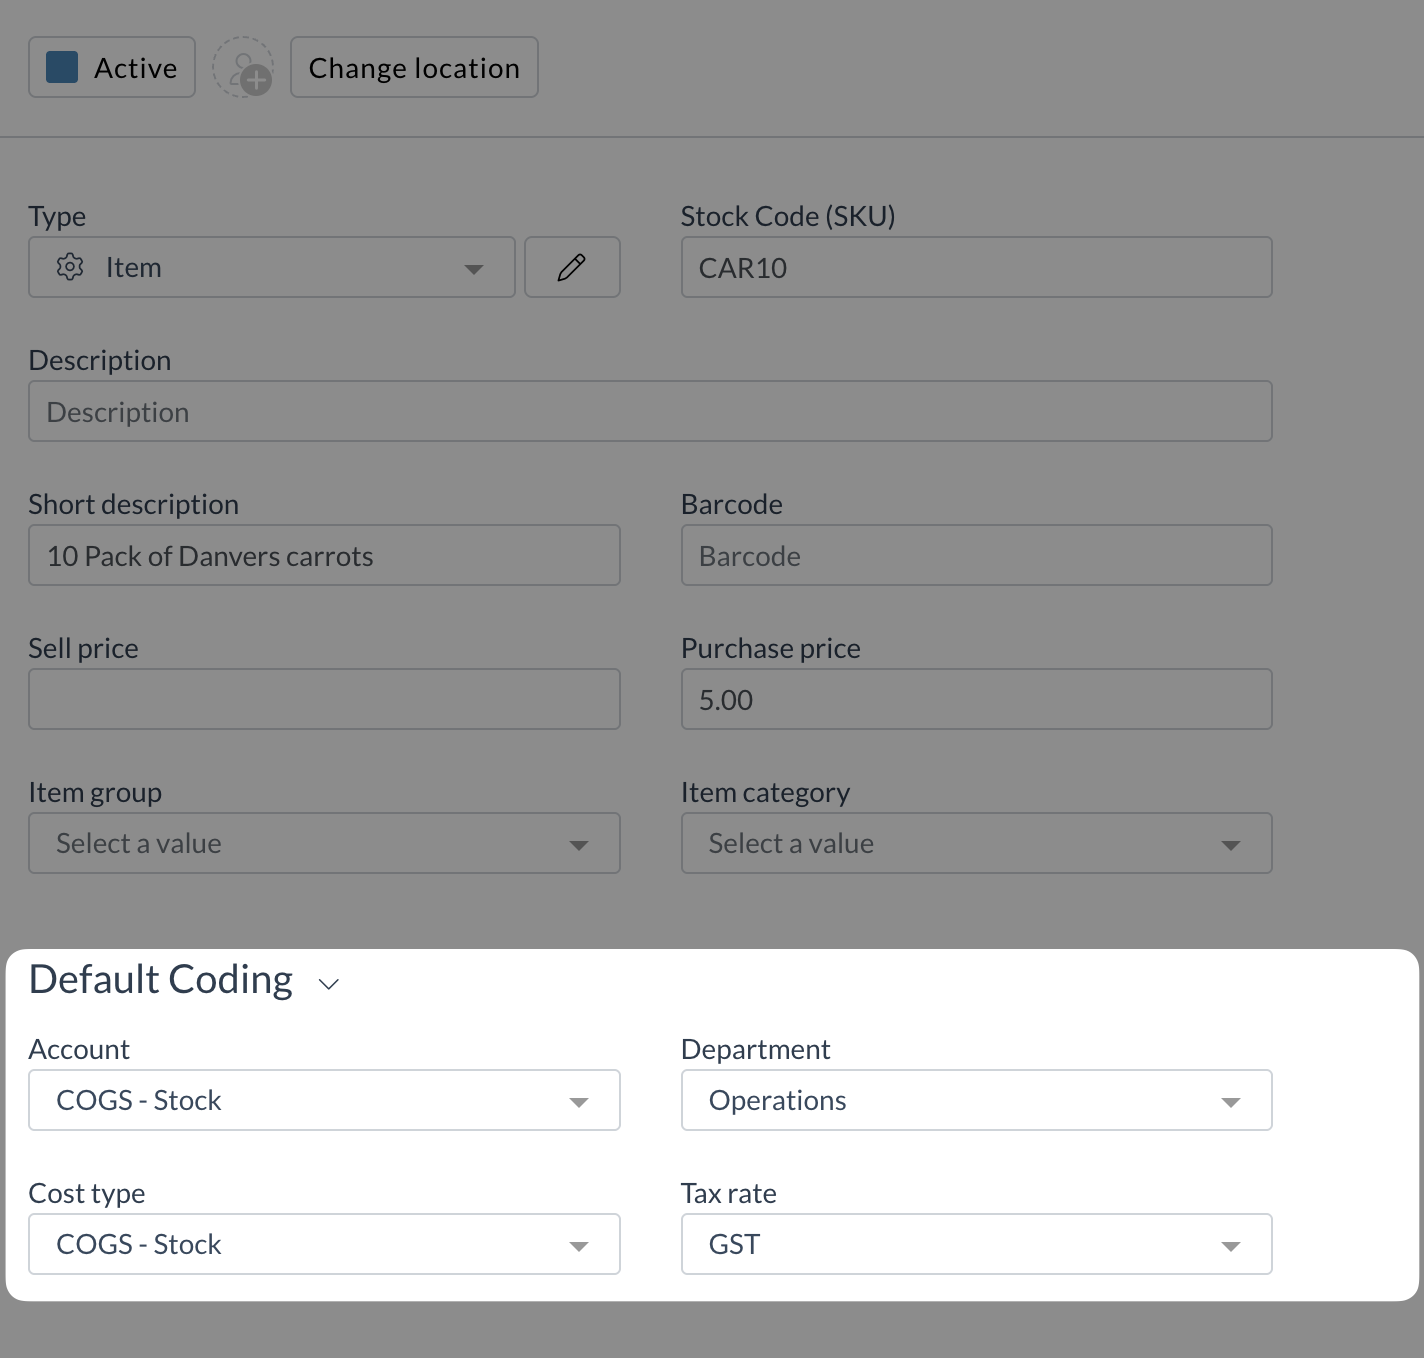 Active Change location
Type Stock Code (SKU)
Item CAR10
Description
Description
Short description Barcode
10 Pack of Danvers carrots Barcode
Sell price Purchase price
5.00
Item group Item category
Select a value Select a value
Default Coding
Account Department
COGS - Stock Operations
Cost type Tax rate
COGS - Stock GST